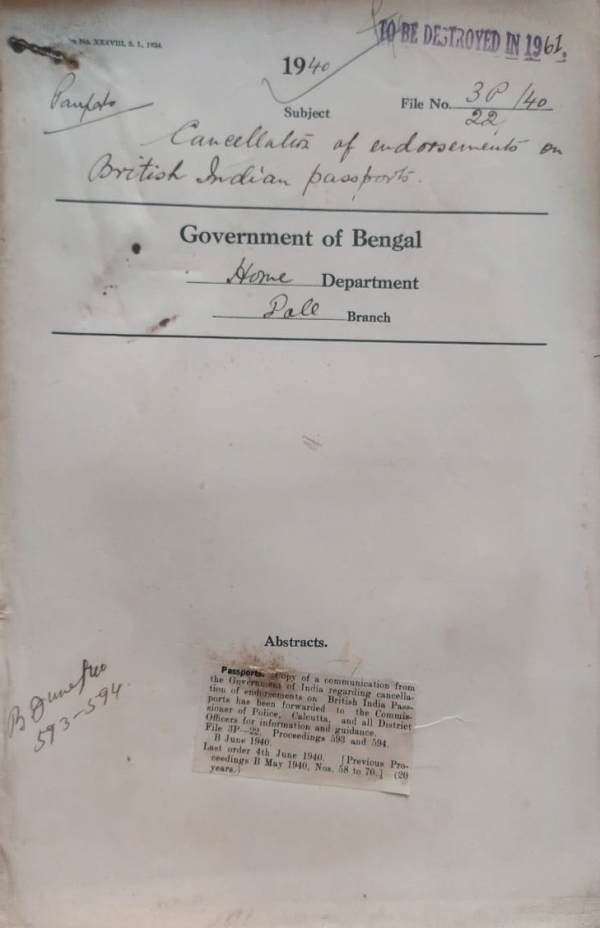 No. XXXVIII, S. I., 1924.
TO BE DESTROYED IN 1961.
1940
Passports
Subject
File No. 3P/40
22
Cancellation of endorsements on
British Indian passports.
Government of Bengal
Home Department
Poll Branch
Abstracts.
B June/40
593-594.
Passports. Copy of a communication from
the Government of India regarding cancella-
tion of endorsements on British India Pass-
ports has been forwarded to the Commis-
sioner of Police, Calcutta, and all District
Officers for information and guidance.
File 3P—22. Proceedings 593 and 594.
B June 1940.
Last order 4th June 1940. [Previous Pro-
ceedings B May 1940, Nos. 58 to 70.] (20
years.)